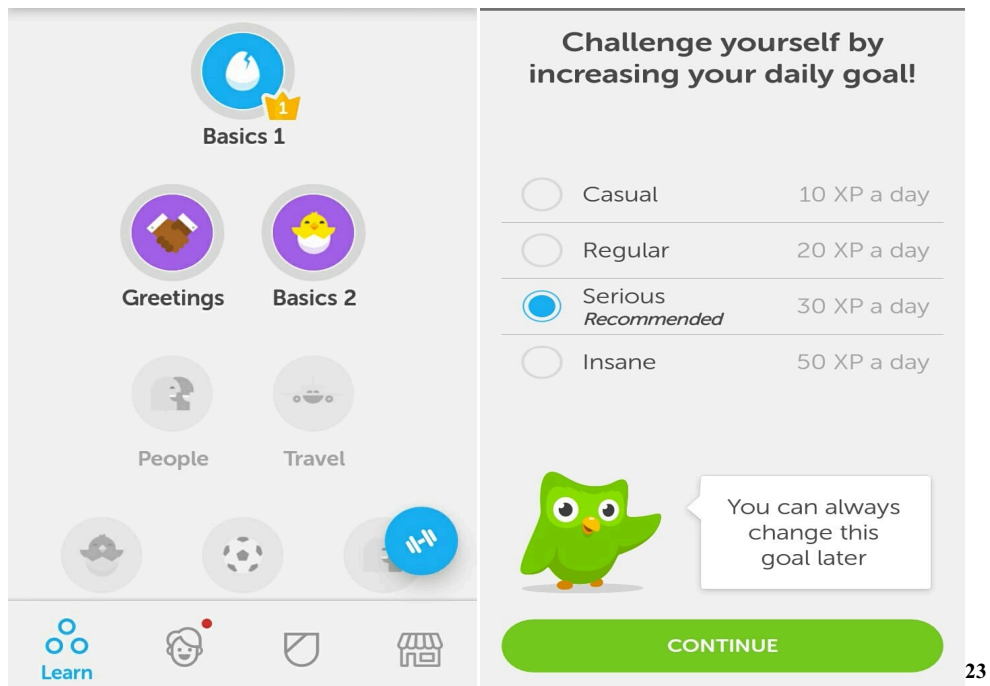 1
Basics 1
Greetings
Basics 2
People
Travel
Learn
Challenge yourself by
increasing your daily goal!
Casual 10 XP a day
Regular 20 XP a day
Serious
Recommended
30 XP a day
Insane 50 XP a day
You can always
change this
goal later
CONTINUE
23